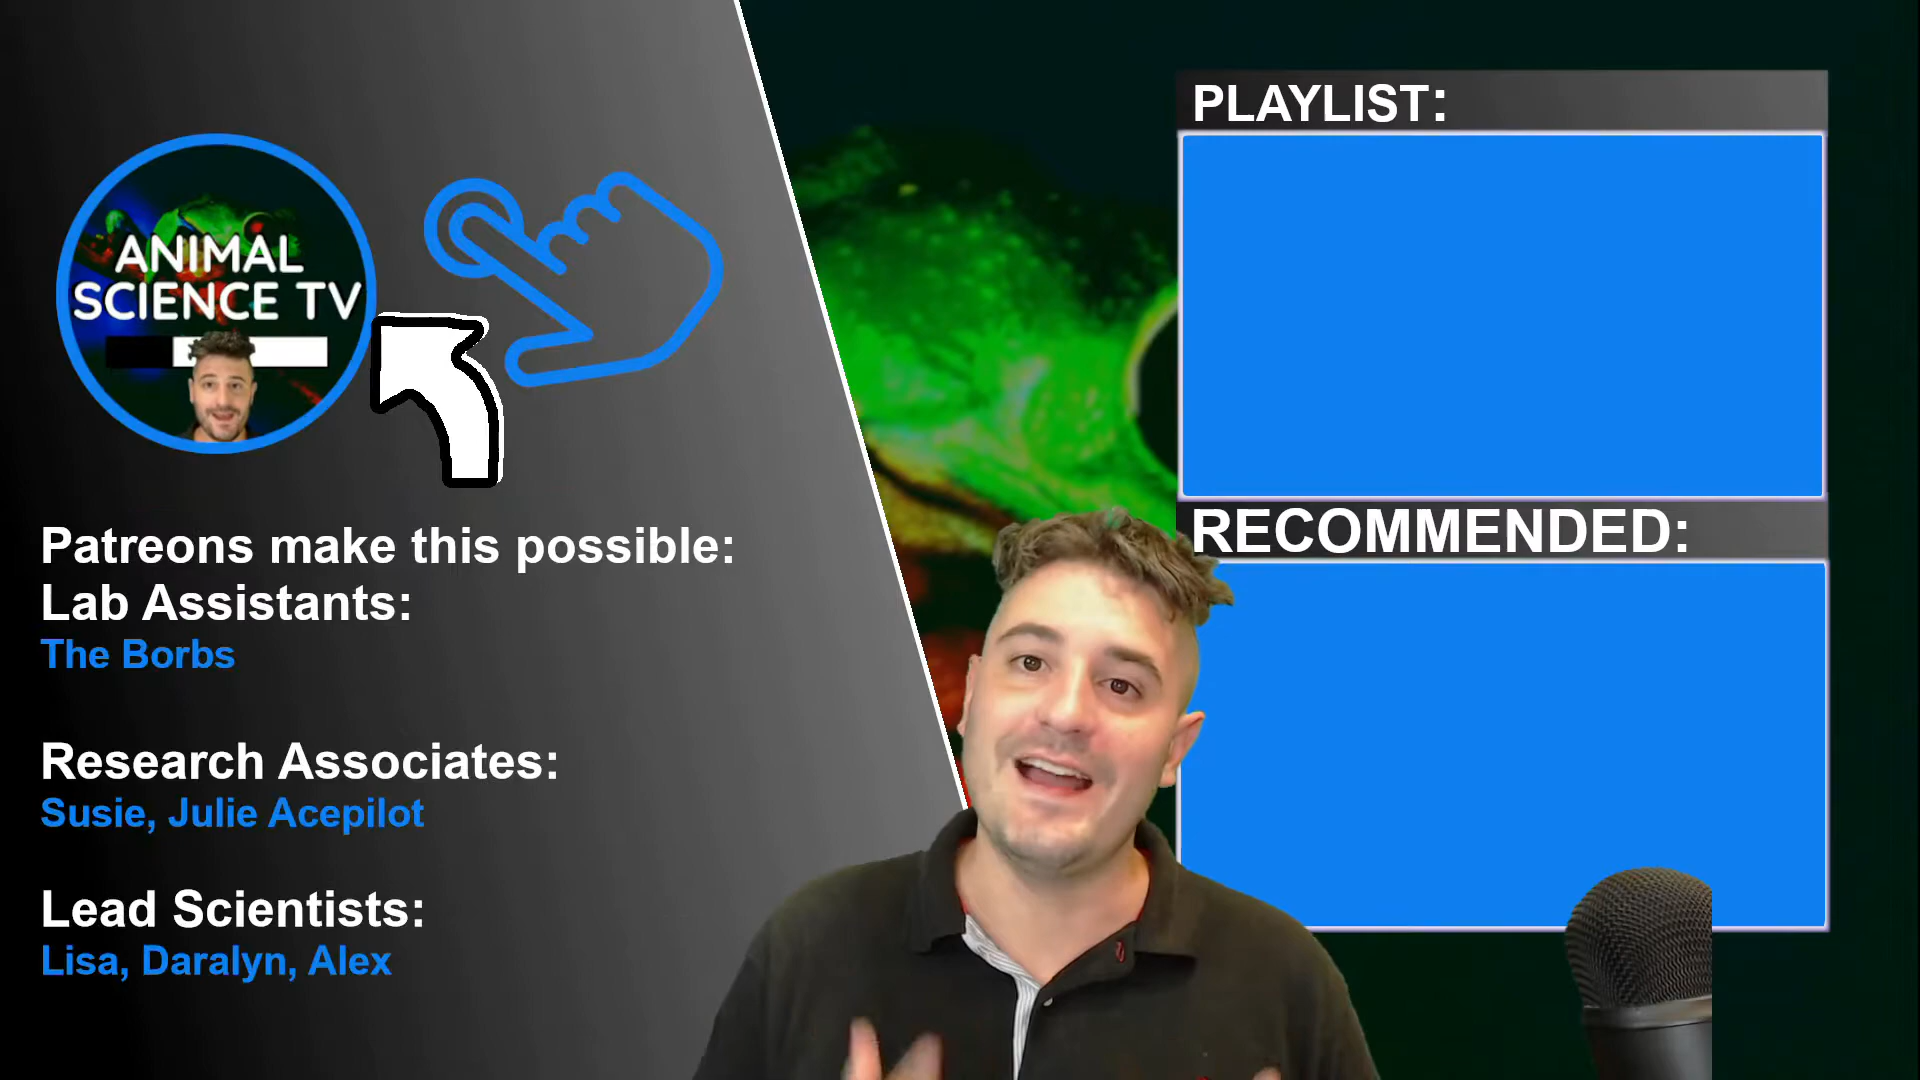 ANIMAL
SCIENCE TV
Patreons make this possible:
Lab Assistants:
The Borbs
Research Associates:
Susie, Julie Acepilot
Lead Scientists:
Lisa, Daralyn, Alex
PLAYLIST:
RECOMMENDED: